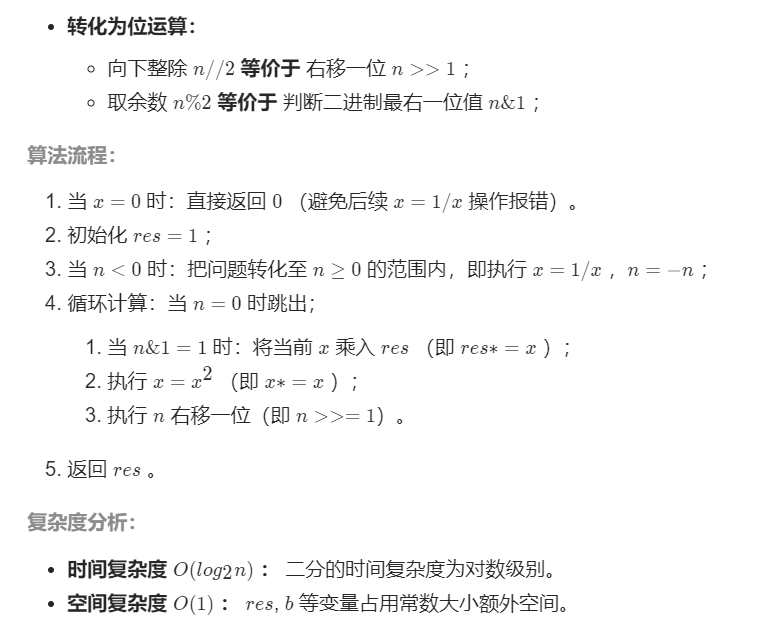 • 转化为位运算：
◦ 向下整除 n//2 等价于 右移一位 n >> 1 ；
◦ 取余数 n%2 等价于 判断二进制最右一位值 n&1 ；
算法流程：
1. 当 x = 0 时：直接返回 0 （避免后续 x = 1/x 操作报错）。
2. 初始化 res = 1 ；
3. 当 n < 0 时：把问题转化至 n ≥ 0 的范围内，即执行 x = 1/x ，n = −n ；
4. 循环计算：当 n = 0 时跳出；
1. 当 n&1 = 1 时：将当前 x 乘入 res （即 res∗ = x ）；
2. 执行 x = x² （即 x∗ = x ）；
3. 执行 n 右移一位（即 n >>= 1）。
5. 返回 res 。
复杂度分析：
• 时间复杂度 O(log2n) ： 二分的时间复杂度为对数级别。
• 空间复杂度 O(1) ： res, b 等变量占用常数大小额外空间。